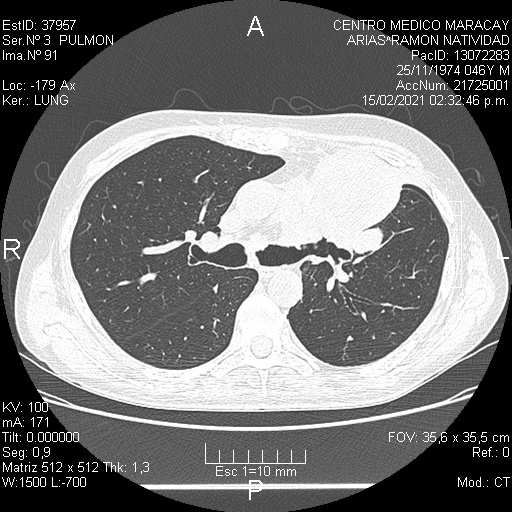 EstID: 37957
Ser.Nº 3 PULMON
Ima.Nº 91
Loc: -179 Ax
Ker.: LUNG
A
CENTRO MEDICO MARACAY
ARIAS^RAMON NATIVIDAD
PacID: 13072283
25/11/1974 046Y M
AccNum: 21725001
15/02/2021 02:32:46 p.m.
R
L
KV: 100
mA: 171
Tilt: 0.000000
Seg: 0,9
Matriz 512 x 512 Thk: 1,3
W:1500 L:-700
Esc 1=10 mm
P
FOV: 35,6 x 35,5 cm
Ref.: 0
Mod.: CT